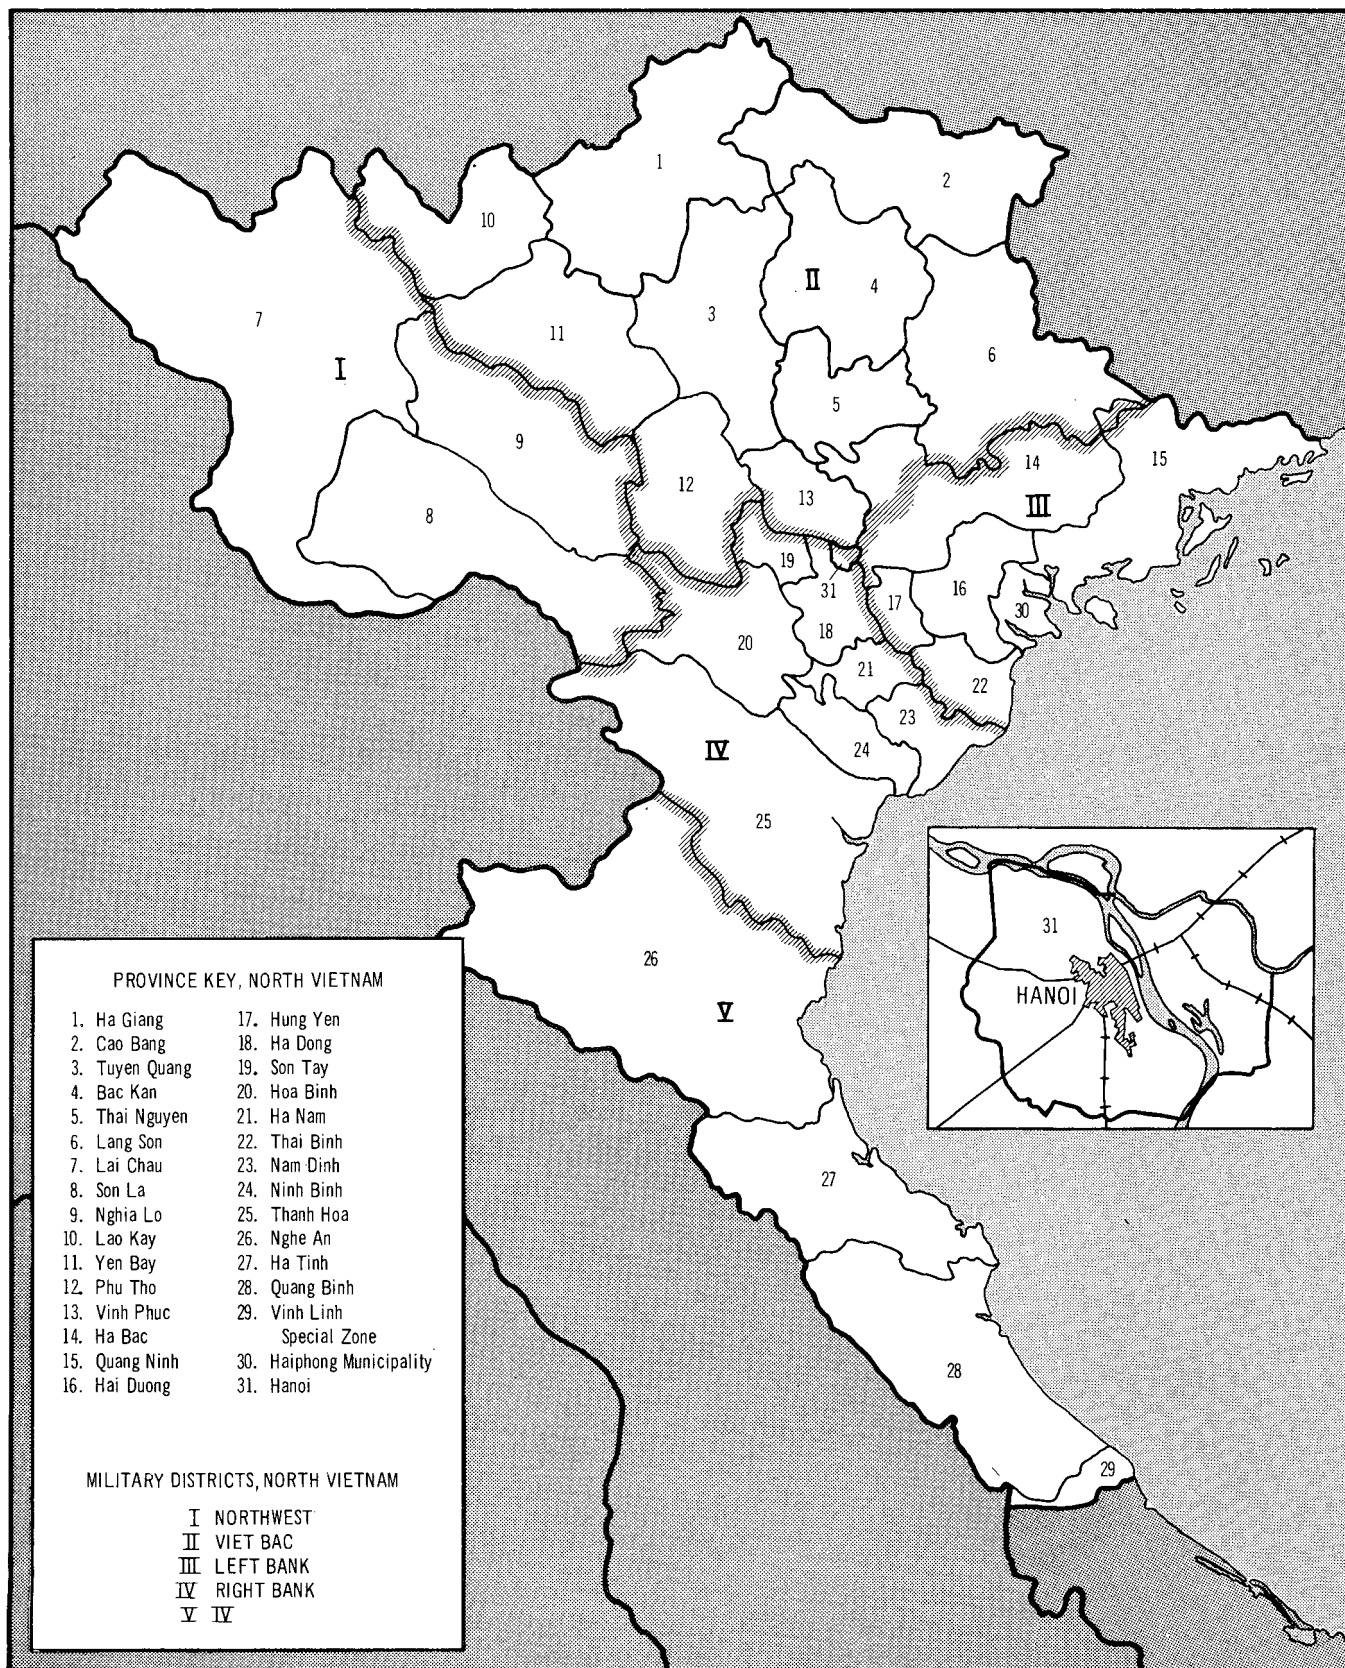 1
2
10
II
4
7
3
11
6
I
5
9
14
15
12
13
III
8
19
31
17
16
30
18
20
21
22
23
IV
24
25
31
HANOI
26
V
27
28
29
PROVINCE KEY, NORTH VIETNAM
1. Ha Giang
2. Cao Bang
3. Tuyen Quang
4. Bac Kan
5. Thai Nguyen
6. Lang Son
7. Lai Chau
8. Son La
9. Nghia Lo
10. Lao Kay
11. Yen Bay
12. Phu Tho
13. Vinh Phuc
14. Ha Bac
15. Quang Ninh
16. Hai Duong
17. Hung Yen
18. Ha Dong
19. Son Tay
20. Hoa Binh
21. Ha Nam
22. Thai Binh
23. Nam Dinh
24. Ninh Binh
25. Thanh Hoa
26. Nghe An
27. Ha Tinh
28. Quang Binh
29. Vinh Linh
Special Zone
30. Haiphong Municipality
31. Hanoi
MILITARY DISTRICTS, NORTH VIETNAM
I NORTHWEST
II VIET BAC
III LEFT BANK
IV RIGHT BANK
V IV